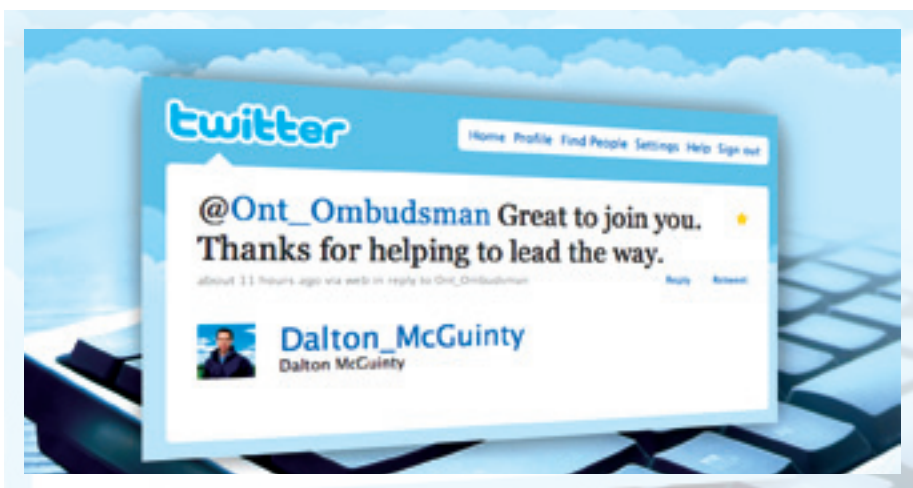 twitter
Home Profile Find People Settings Help Sign out
@Ont_Ombudsman Great to join you.
Thanks for helping to lead the way.
about 11 hours ago via web in reply to Ont_Ombudsman
Reply Retweet
Dalton_McGuinty
Dalton McGuinty